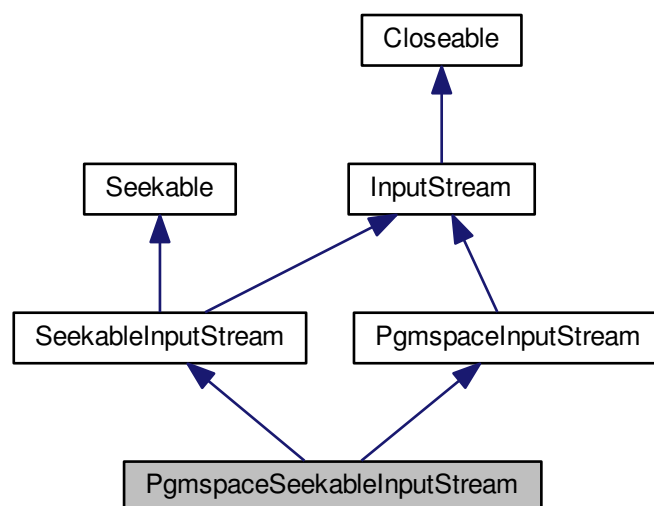 Closeable
Seekable
InputStream
SeekableInputStream
PgmspaceInputStream
PgmspaceSeekableInputStream